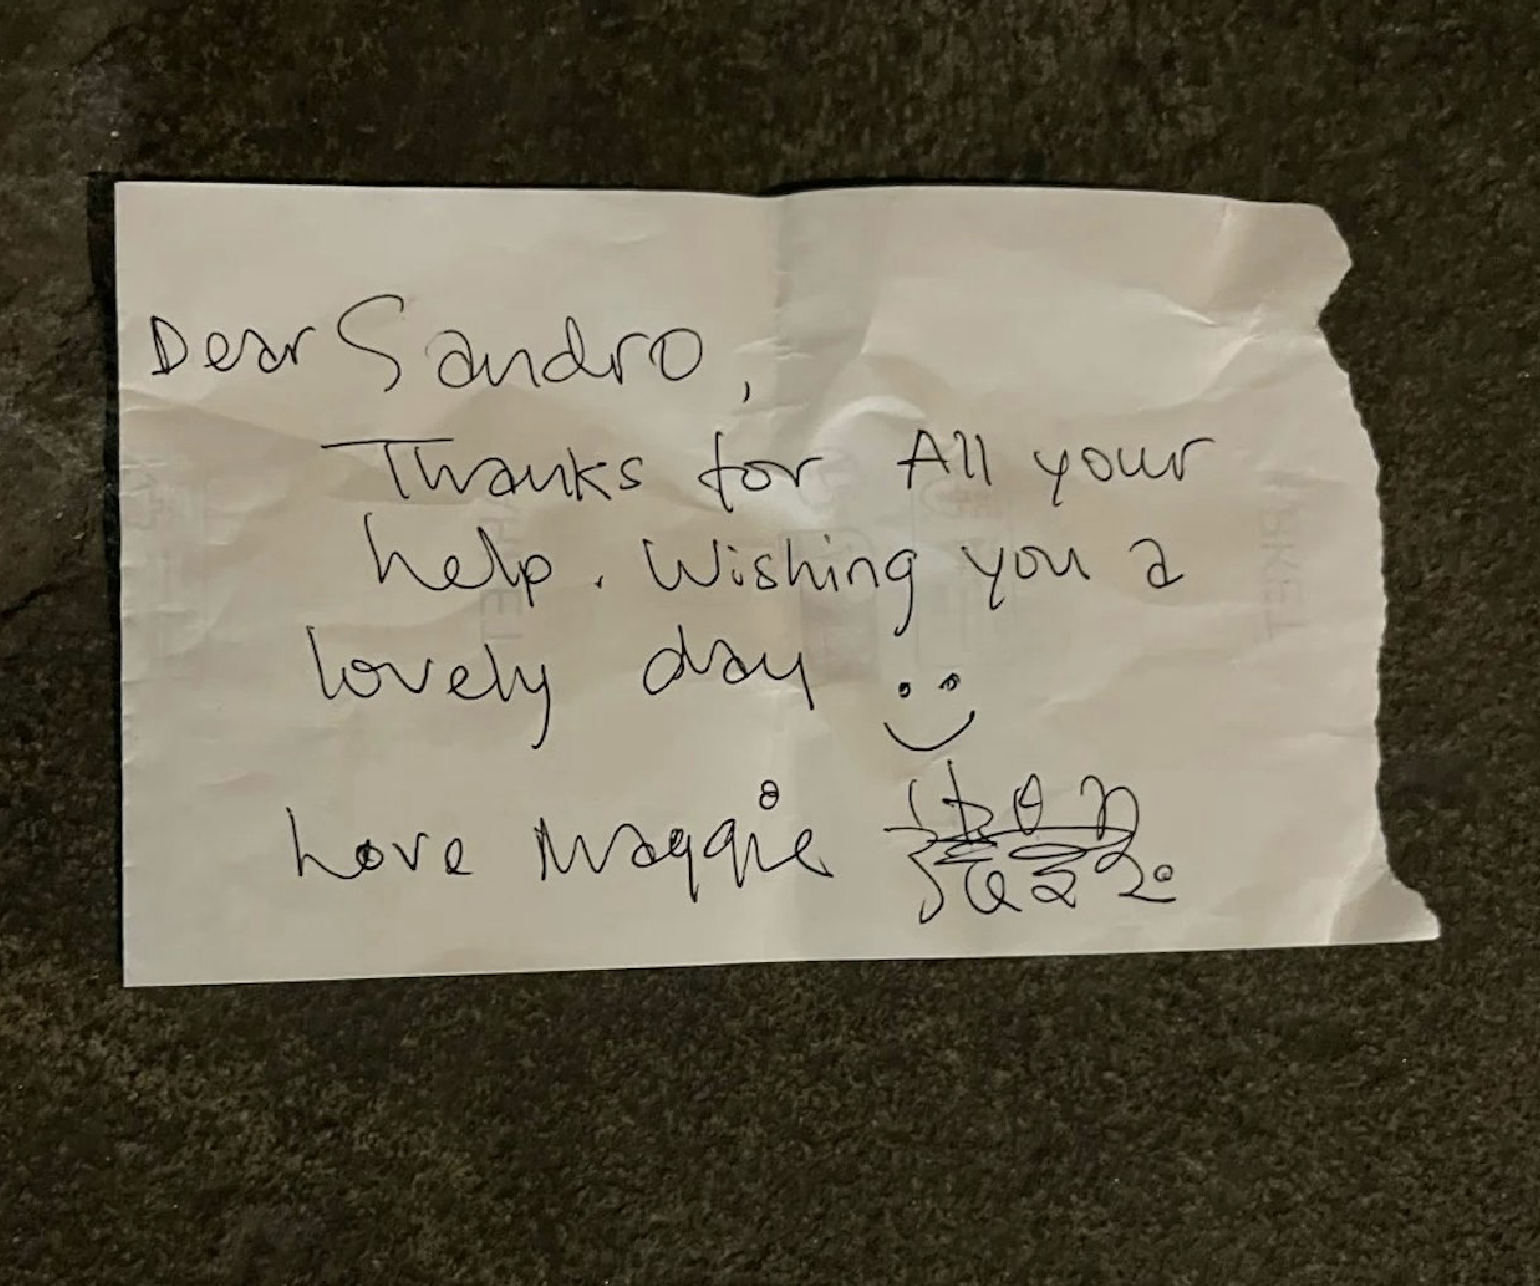 Dear Sandro,
Thanks for All your
help. Wishing you a
lovely day
Love Maggie